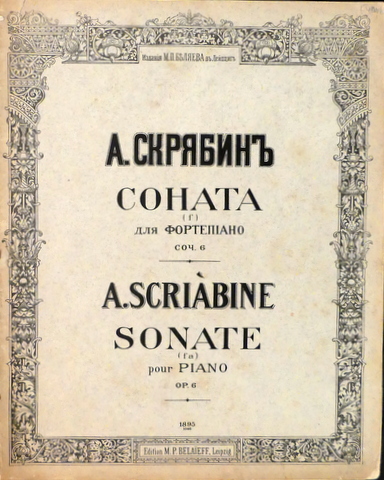 Изданія М.П.БѢЛЯЕВА въ Лейпцигѣ
А.СКРЯБИНЪ
СОНАТА
(F)
для ФОРТЕПІАНО
СОЧ. 6
A.SCRIÀBINE
SONATE
(fa)
pour PIANO
OP. 6
1895
Edition M. P. BELAIEFF, Leipzig